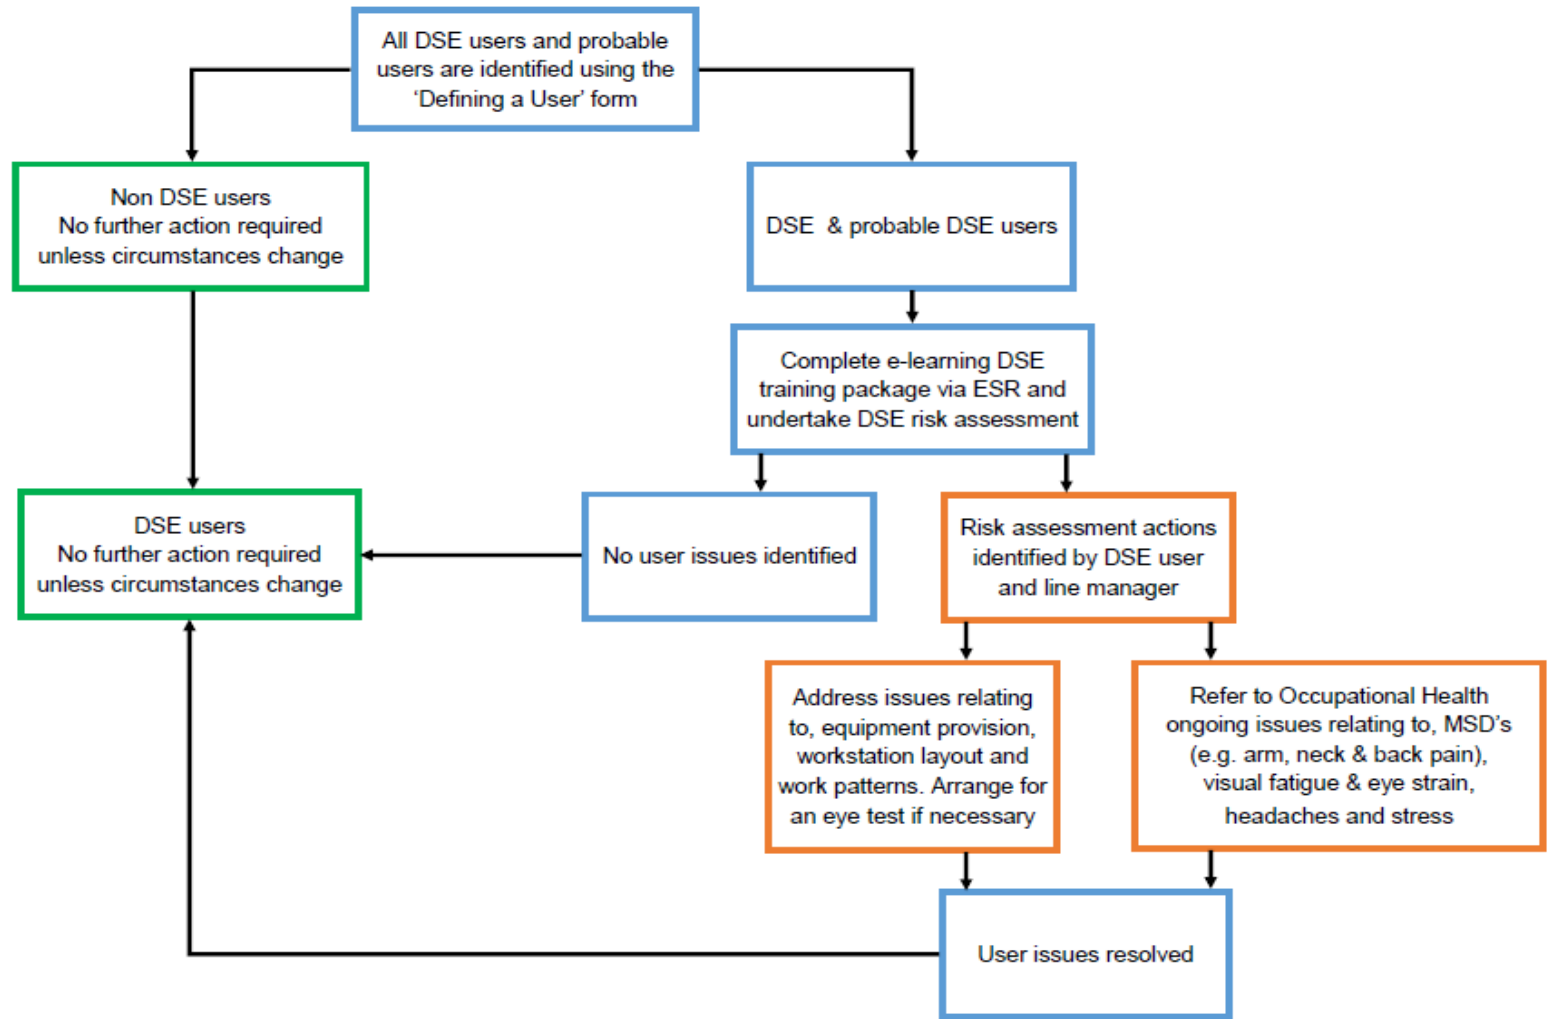 All DSE users and probable
users are identified using the
‘Defining a User’ form
Non DSE users
No further action required
unless circumstances change
DSE & probable DSE users
Complete e-learning DSE
training package via ESR and
undertake DSE risk assessment
DSE users
No further action required
unless circumstances change
No user issues identified
Risk assessment actions
identified by DSE user
and line manager
Address issues relating
to, equipment provision,
workstation layout and
work patterns. Arrange for
an eye test if necessary
Refer to Occupational Health
ongoing issues relating to, MSD’s
(e.g. arm, neck & back pain),
visual fatigue & eye strain,
headaches and stress
User issues resolved